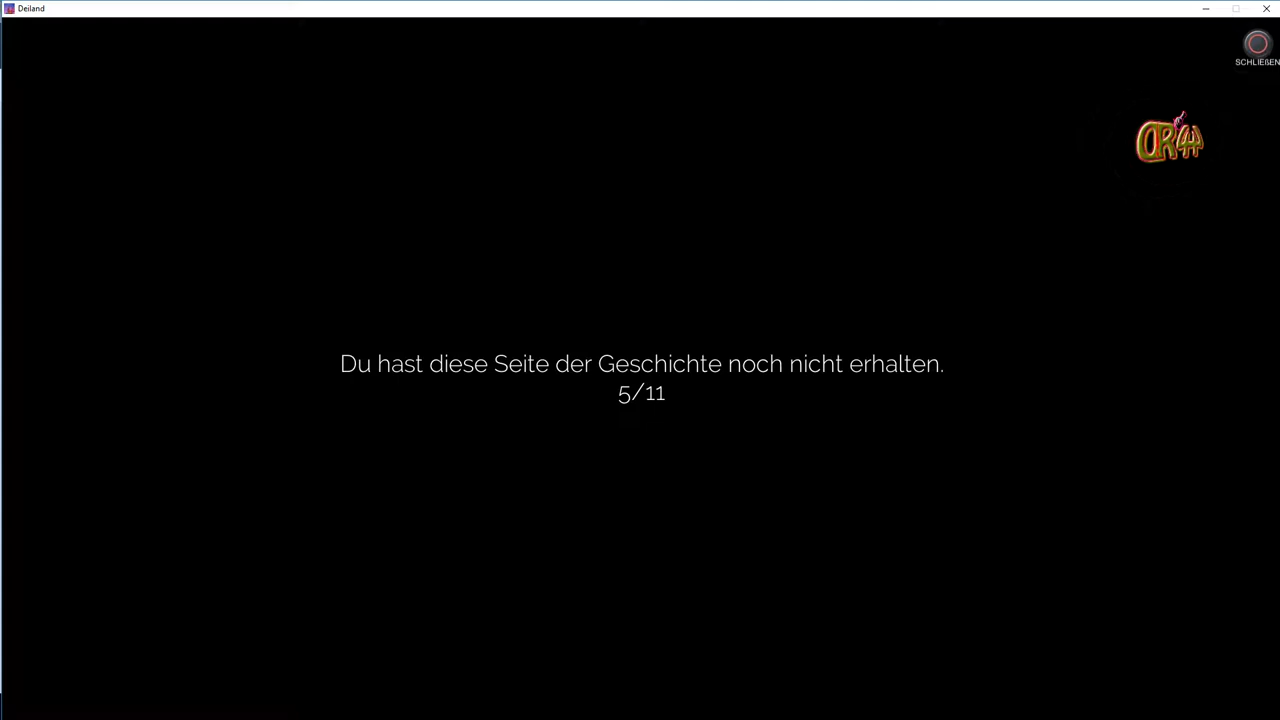 Deiland
SCHLIEßEN
Du hast diese Seite der Geschichte noch nicht erhalten.
5/11